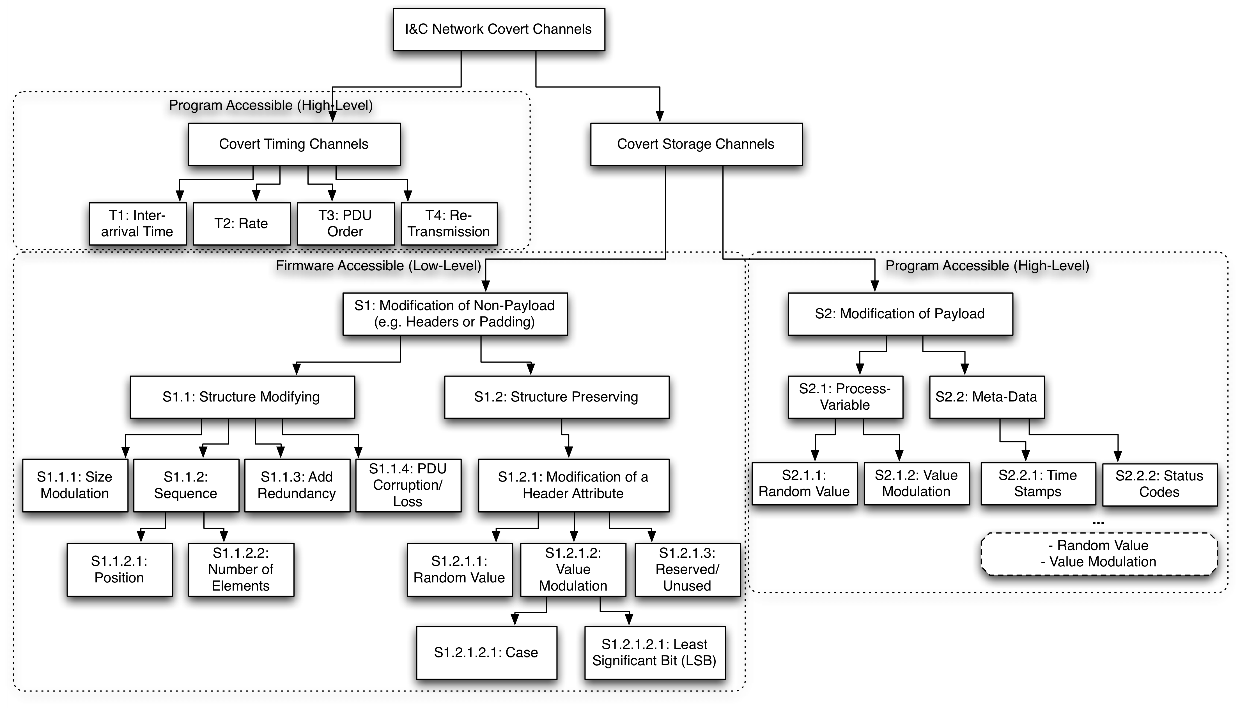 I&C Network Covert Channels
Program Accessible (High-Level)
Covert Timing Channels
Covert Storage Channels
T1: Inter-
arrival Time
T2: Rate
T3: PDU
Order
T4: Re-
Transmission
Firmware Accessible (Low-Level)
Program Accessible (High-Level)
S1: Modification of Non-Payload
(e.g. Headers or Padding)
S2: Modification of Payload
S1.1: Structure Modifying
S1.2: Structure Preserving
S2.1: Process-
Variable
S2.2: Meta-Data
S1.1.1: Size
Modulation
S1.1.2:
Sequence
S1.1.3: Add
Redundancy
S1.1.4: PDU
Corruption/
Loss
S1.2.1: Modification of a
Header Attribute
S2.1.1:
Random Value
S2.1.2: Value
Modulation
S2.2.1: Time
Stamps
S2.2.2: Status
Codes
...
- Random Value
- Value Modulation
S1.1.2.1:
Position
S1.1.2.2:
Number of
Elements
S1.2.1.1:
Random Value
S1.2.1.2:
Value
Modulation
S1.2.1.3:
Reserved/
Unused
S1.2.1.2.1: Case
S1.2.1.2.1: Least
Significant Bit (LSB)